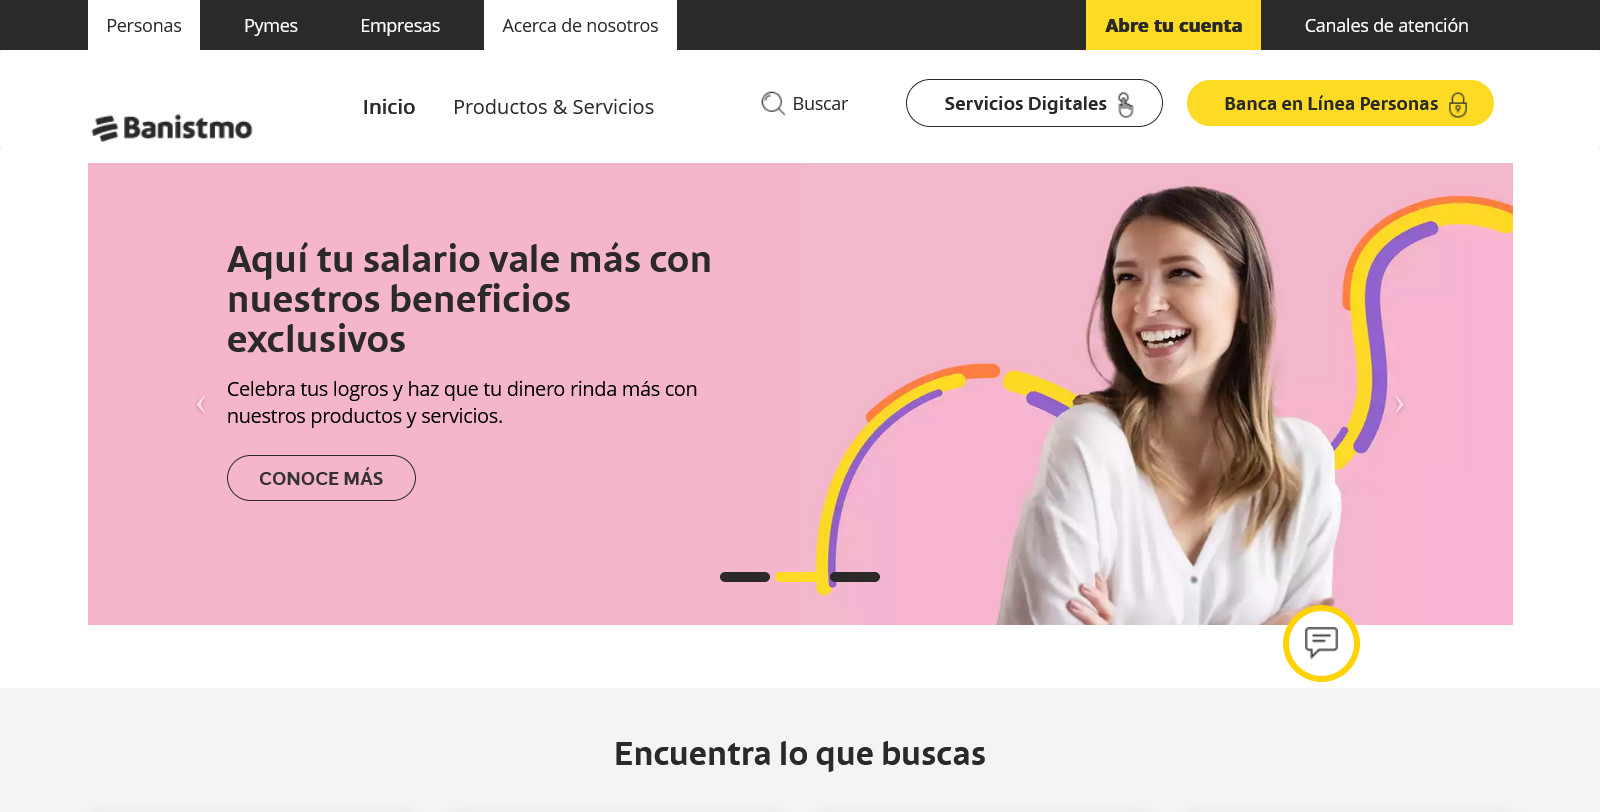 Personas
Pymes
Empresas
Acerca de nosotros
Abre tu cuenta
Canales de atención
Banistmo
Inicio
Productos & Servicios
Buscar
Servicios Digitales
Banca en Línea Personas
Aquí tu salario vale más con
nuestros beneficios
exclusivos
Celebra tus logros y haz que tu dinero rinda más con
nuestros productos y servicios.
CONOCE MÁS
Encuentra lo que buscas